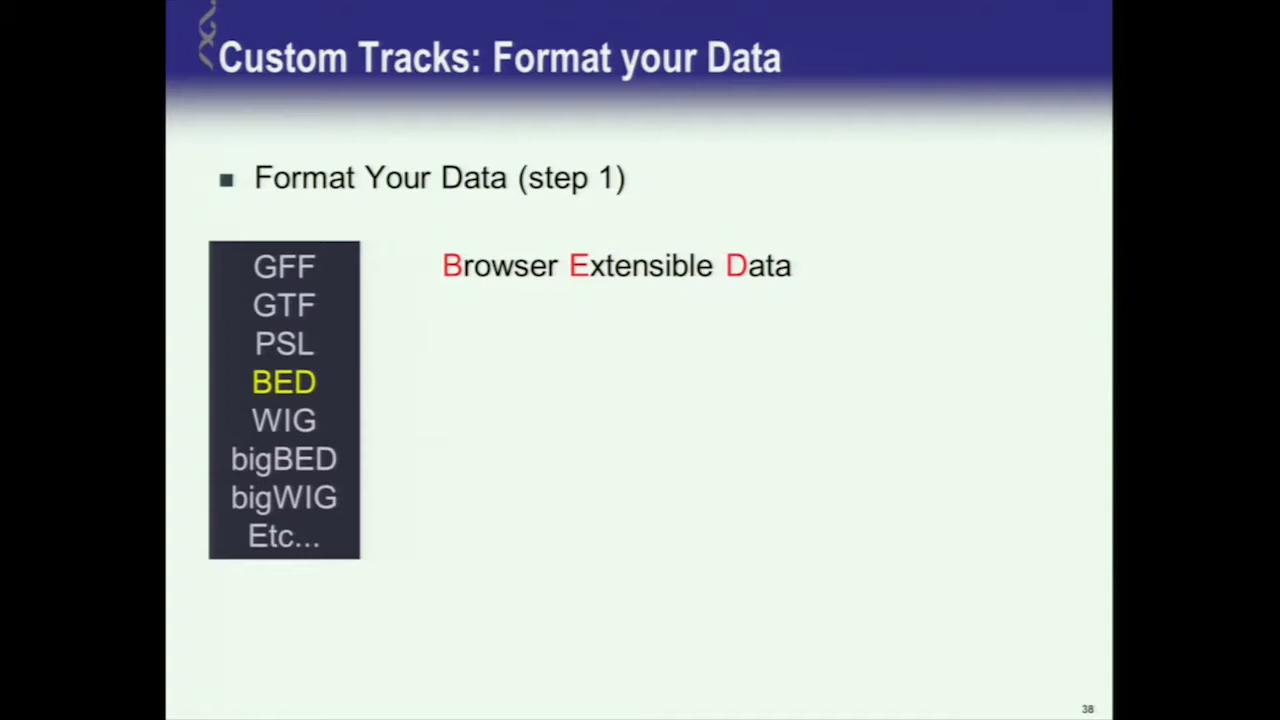 Custom Tracks: Format your Data
Format Your Data (step 1)
GFF
GTF
PSL
BED
WIG
bigBED
bigWIG
Etc...
Browser Extensible Data
38